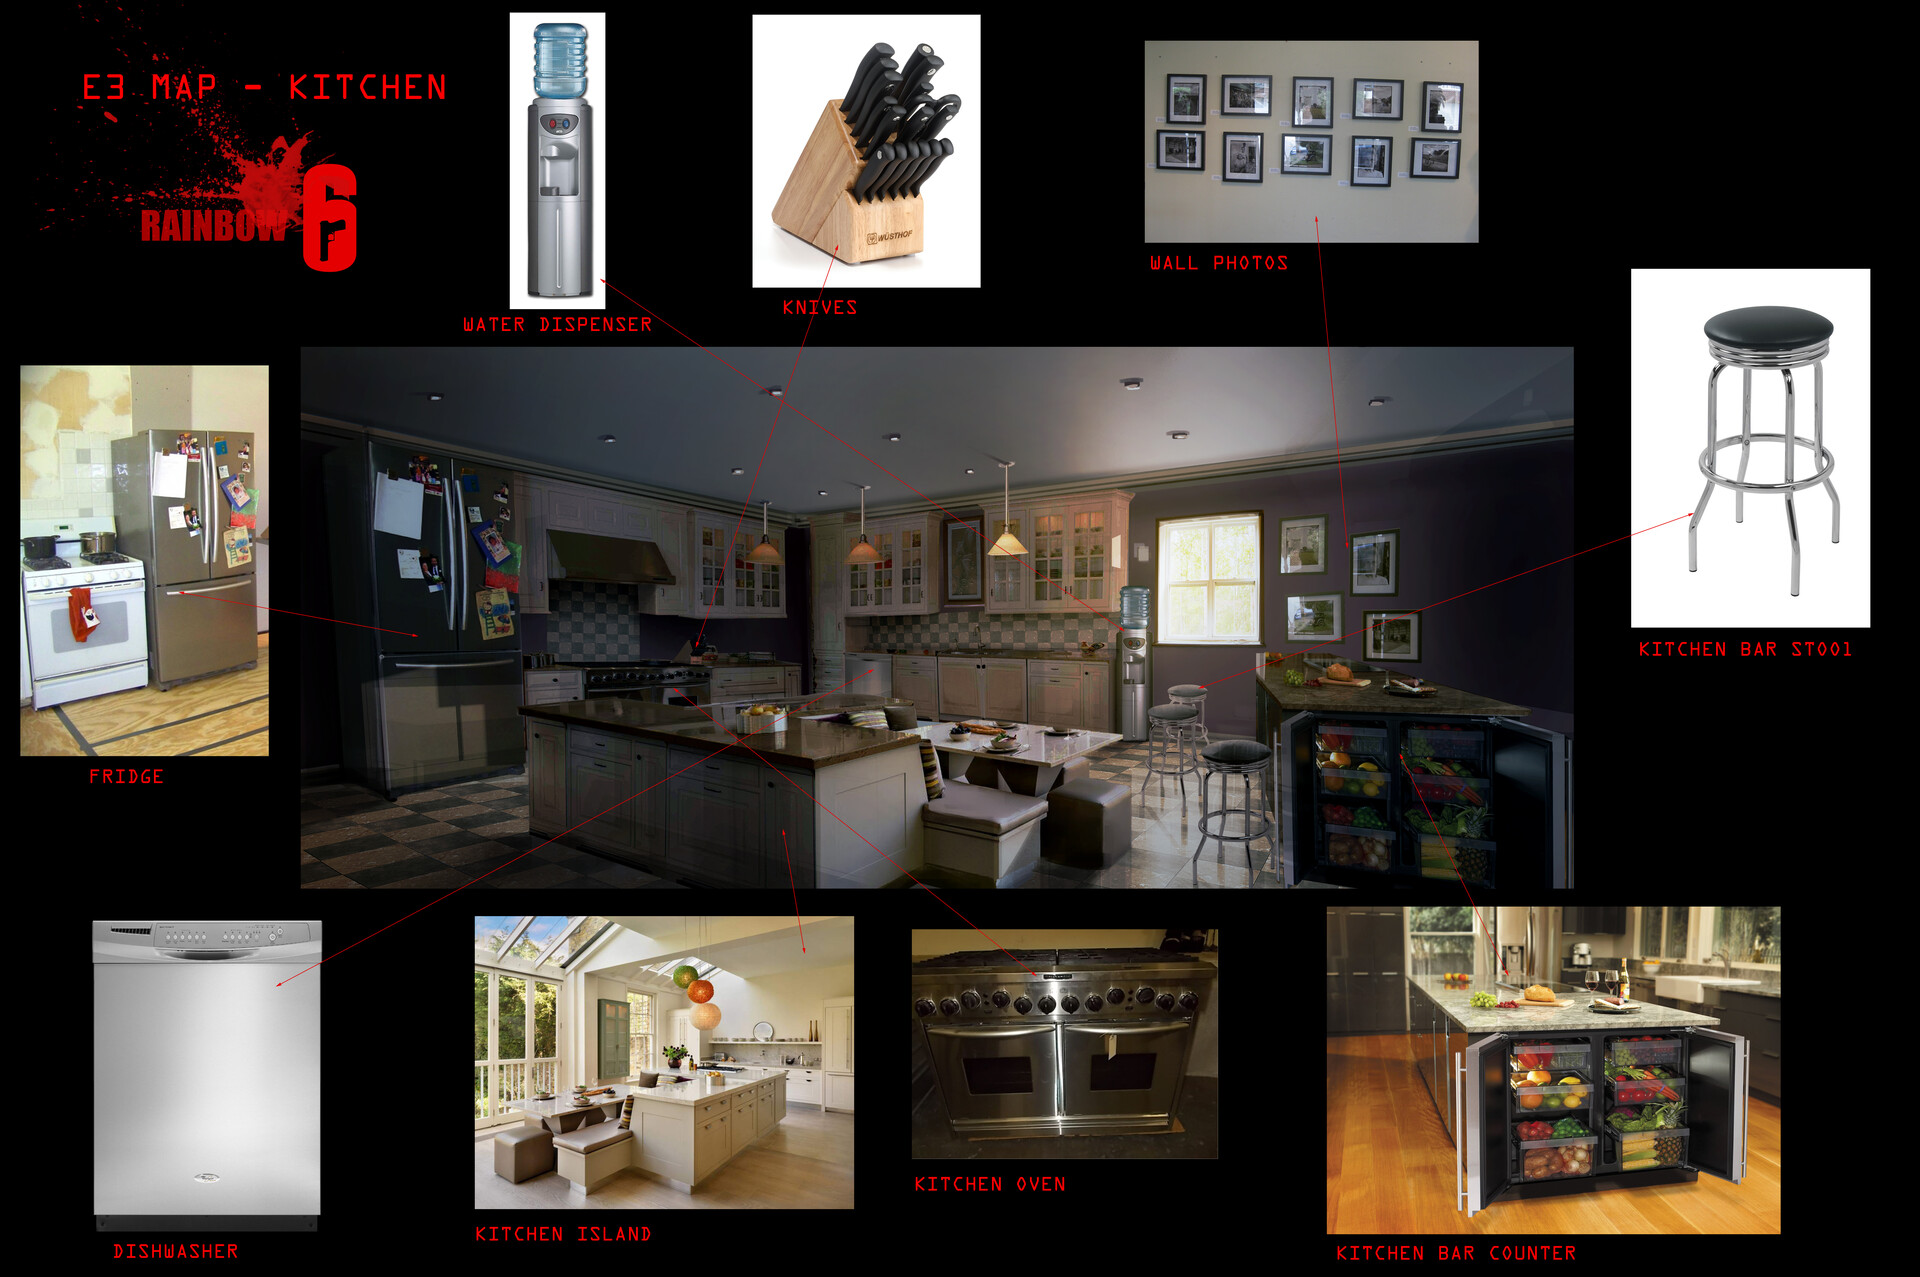 E3 MAP - KITCHEN
RAINBOW 6
WÜSTHOF
WATER DISPENSER
KNIVES
WALL PHOTOS
KITCHEN BAR STOOl
FRIDGE
DISHWASHER
KITCHEN ISLAND
KITCHEN OVEN
KITCHEN BAR COUNTER